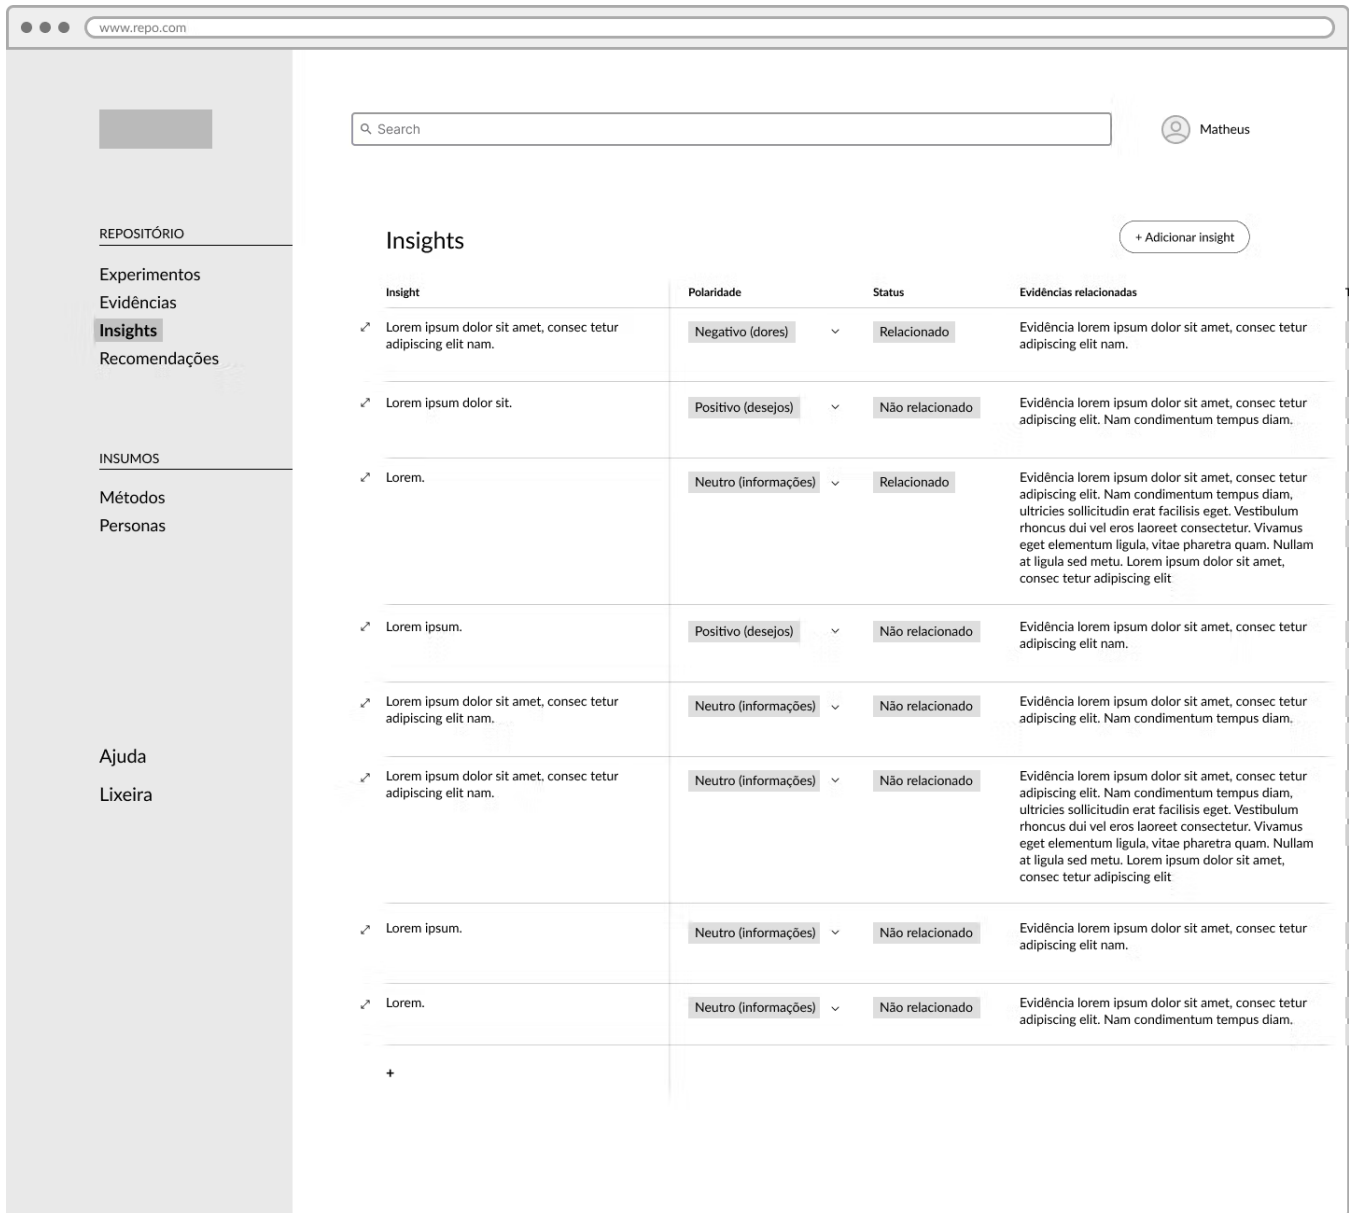 www.repo.com
Search
Matheus
REPOSITÓRIO
Experimentos
Evidências
Insights
Recomendações
INSUMOS
Métodos
Personas
Ajuda
Lixeira
Insights
+ Adicionar insight
Insight Polaridade Status Evidências relacionadas
Lorem ipsum dolor sit amet, consec tetur
adipiscing elit nam.
Negativo (dores)
Relacionado
Evidência lorem ipsum dolor sit amet, consec tetur
adipiscing elit nam.
Lorem ipsum dolor sit.
Positivo (desejos)
Não relacionado
Evidência lorem ipsum dolor sit amet, consec tetur
adipiscing elit. Nam condimentum tempus diam.
Lorem.
Neutro (informações)
Relacionado
Evidência lorem ipsum dolor sit amet, consec tetur
adipiscing elit. Nam condimentum tempus diam,
ultricies sollicitudin erat facilisis eget. Vestibulum
rhoncus dui vel eros laoreet consectetur. Vivamus
eget elementum ligula, vitae pharetra quam. Nullam
at ligula sed metu. Lorem ipsum dolor sit amet,
consec tetur adipiscing elit
Lorem ipsum.
Positivo (desejos)
Não relacionado
Evidência lorem ipsum dolor sit amet, consec tetur
adipiscing elit nam.
Lorem ipsum dolor sit amet, consec tetur
adipiscing elit nam.
Neutro (informações)
Não relacionado
Evidência lorem ipsum dolor sit amet, consec tetur
adipiscing elit. Nam condimentum tempus diam.
Lorem ipsum dolor sit amet, consec tetur
adipiscing elit nam.
Neutro (informações)
Não relacionado
Evidência lorem ipsum dolor sit amet, consec tetur
adipiscing elit. Nam condimentum tempus diam,
ultricies sollicitudin erat facilisis eget. Vestibulum
rhoncus dui vel eros laoreet consectetur. Vivamus
eget elementum ligula, vitae pharetra quam. Nullam
at ligula sed metu. Lorem ipsum dolor sit amet,
consec tetur adipiscing elit
Lorem ipsum.
Neutro (informações)
Não relacionado
Evidência lorem ipsum dolor sit amet, consec tetur
adipiscing elit nam.
Lorem.
Neutro (informações)
Não relacionado
Evidência lorem ipsum dolor sit amet, consec tetur
adipiscing elit. Nam condimentum tempus diam.
+